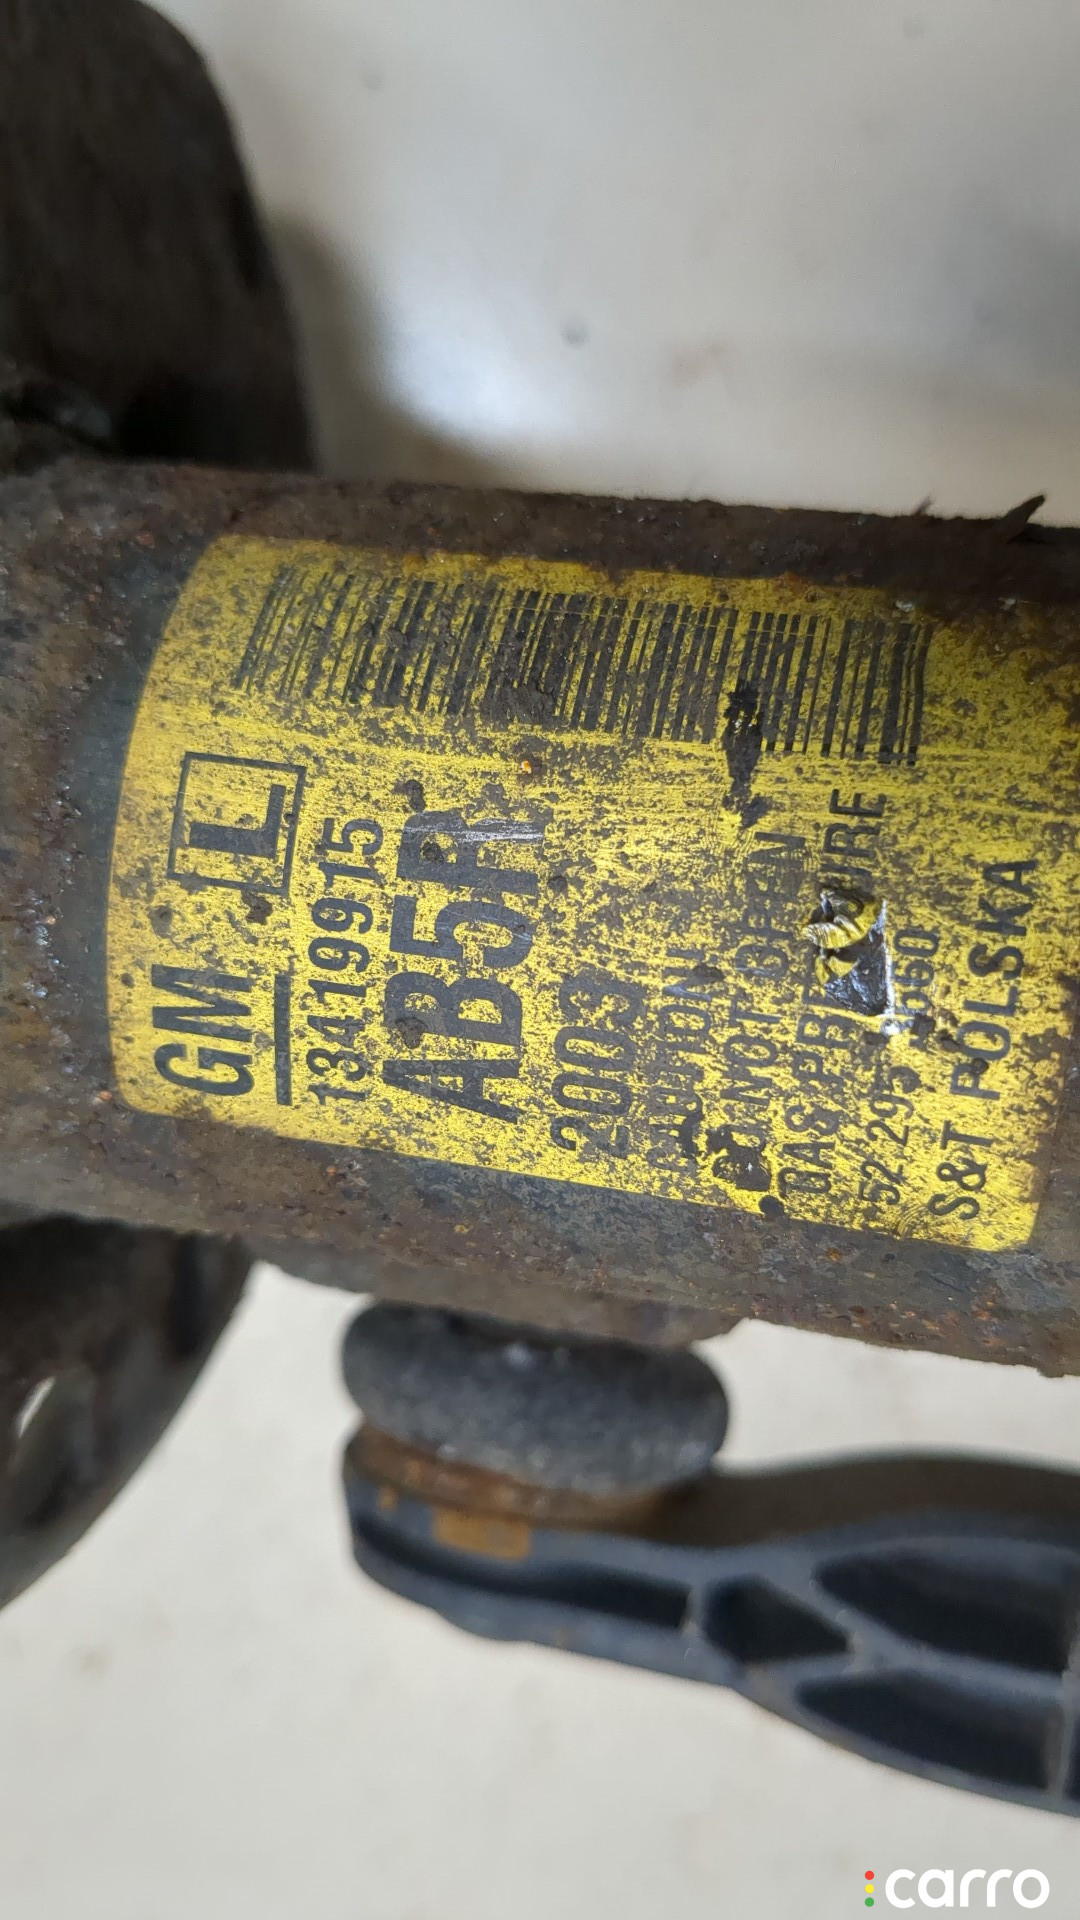 GM L
13419915
AB5R
2003
CAUTION!
DO NOT OPEN
GAS PRESSURE
52 295
S&T POLSKA
carro